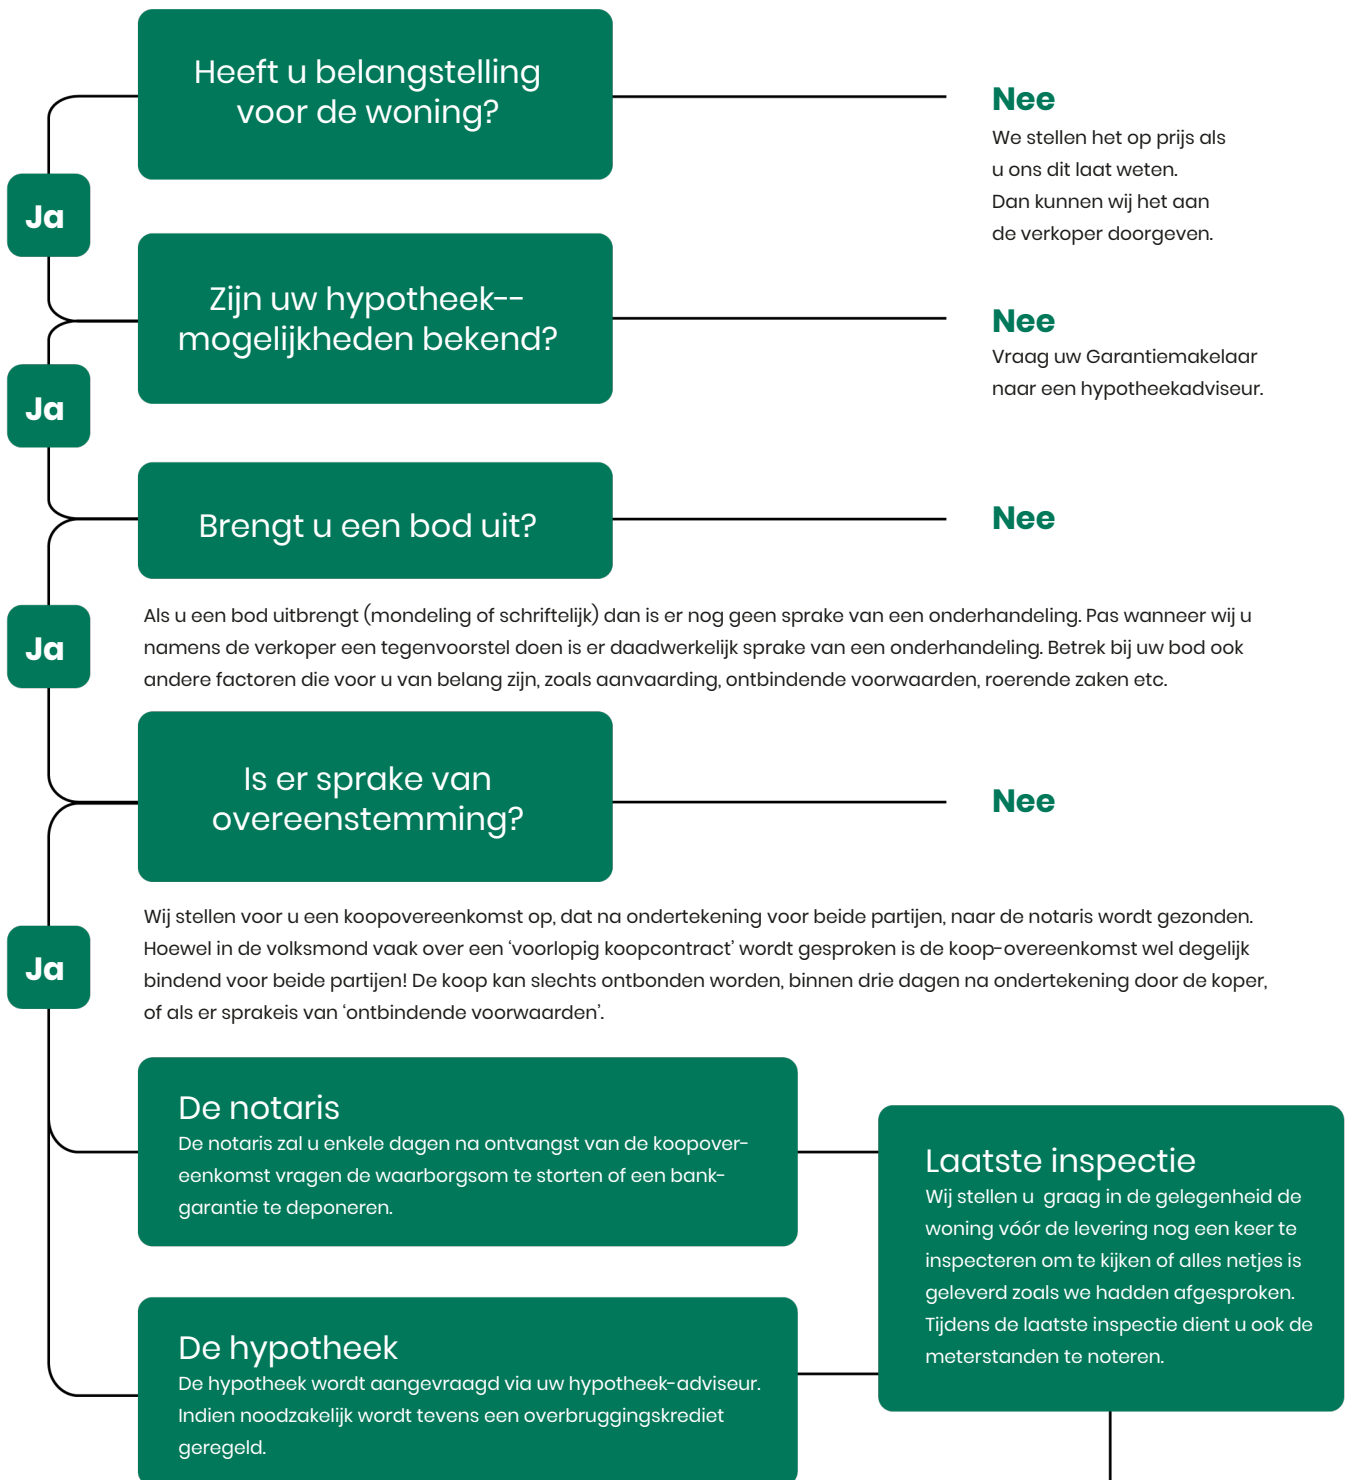 Heeft u belangstelling
voor de woning?
Nee
We stellen het op prijs als
u ons dit laat weten.
Dan kunnen wij het aan
de verkoper doorgeven.
Ja
Zijn uw hypotheek--
mogelijkheden bekend?
Nee
Vraag uw Garantiemakelaar
naar een hypotheekadviseur.
Ja
Brengt u een bod uit?
Nee
Ja
Als u een bod uitbrengt (mondeling of schriftelijk) dan is er nog geen sprake van een onderhandeling. Pas wanneer wij u
namens de verkoper een tegenvoorstel doen is er daadwerkelijk sprake van een onderhandeling. Betrek bij uw bod ook
andere factoren die voor u van belang zijn, zoals aanvaarding, ontbindende voorwaarden, roerende zaken etc.
Is er sprake van
overeenstemming?
Nee
Ja
Wij stellen voor u een koopovereenkomst op, dat na ondertekening voor beide partijen, naar de notaris wordt gezonden.
Hoewel in de volksmond vaak over een ‘voorlopig koopcontract’ wordt gesproken is de koop-overeenkomst wel degelijk
bindend voor beide partijen! De koop kan slechts ontbonden worden, binnen drie dagen na ondertekening door de koper,
of als er sprakeis van ‘ontbindende voorwaarden’.
De notaris
De notaris zal u enkele dagen na ontvangst van de koopover-
eenkomst vragen de waarborgsom te storten of een bank-
garantie te deponeren.
Laatste inspectie
Wij stellen u  graag in de gelegenheid de
woning vóór de levering nog een keer te
inspecteren om te kijken of alles netjes is
geleverd zoals we hadden afgesproken.
Tijdens de laatste inspectie dient u ook de
meterstanden te noteren.
De hypotheek
De hypotheek wordt aangevraagd via uw hypotheek-adviseur.
Indien noodzakelijk wordt tevens een overbruggingskrediet
geregeld.